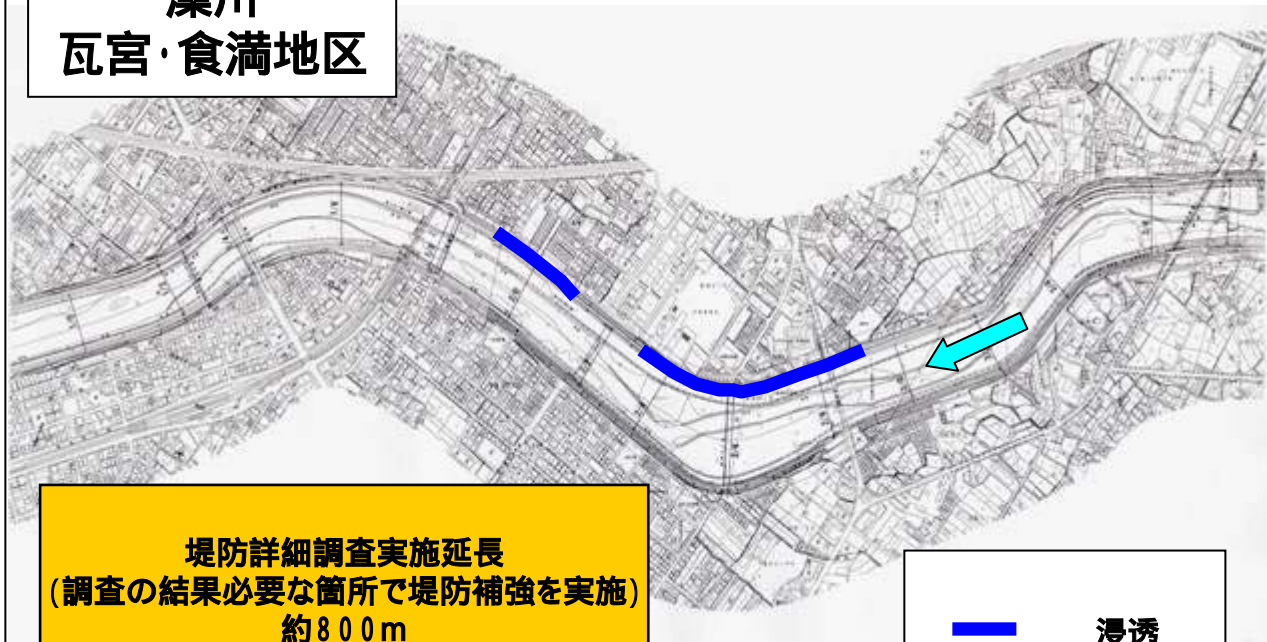 藻川
瓦宮・食満地区
堤防詳細調査実施延長
(調査の結果必要な箇所で堤防補強を実施)
約800m
浸透